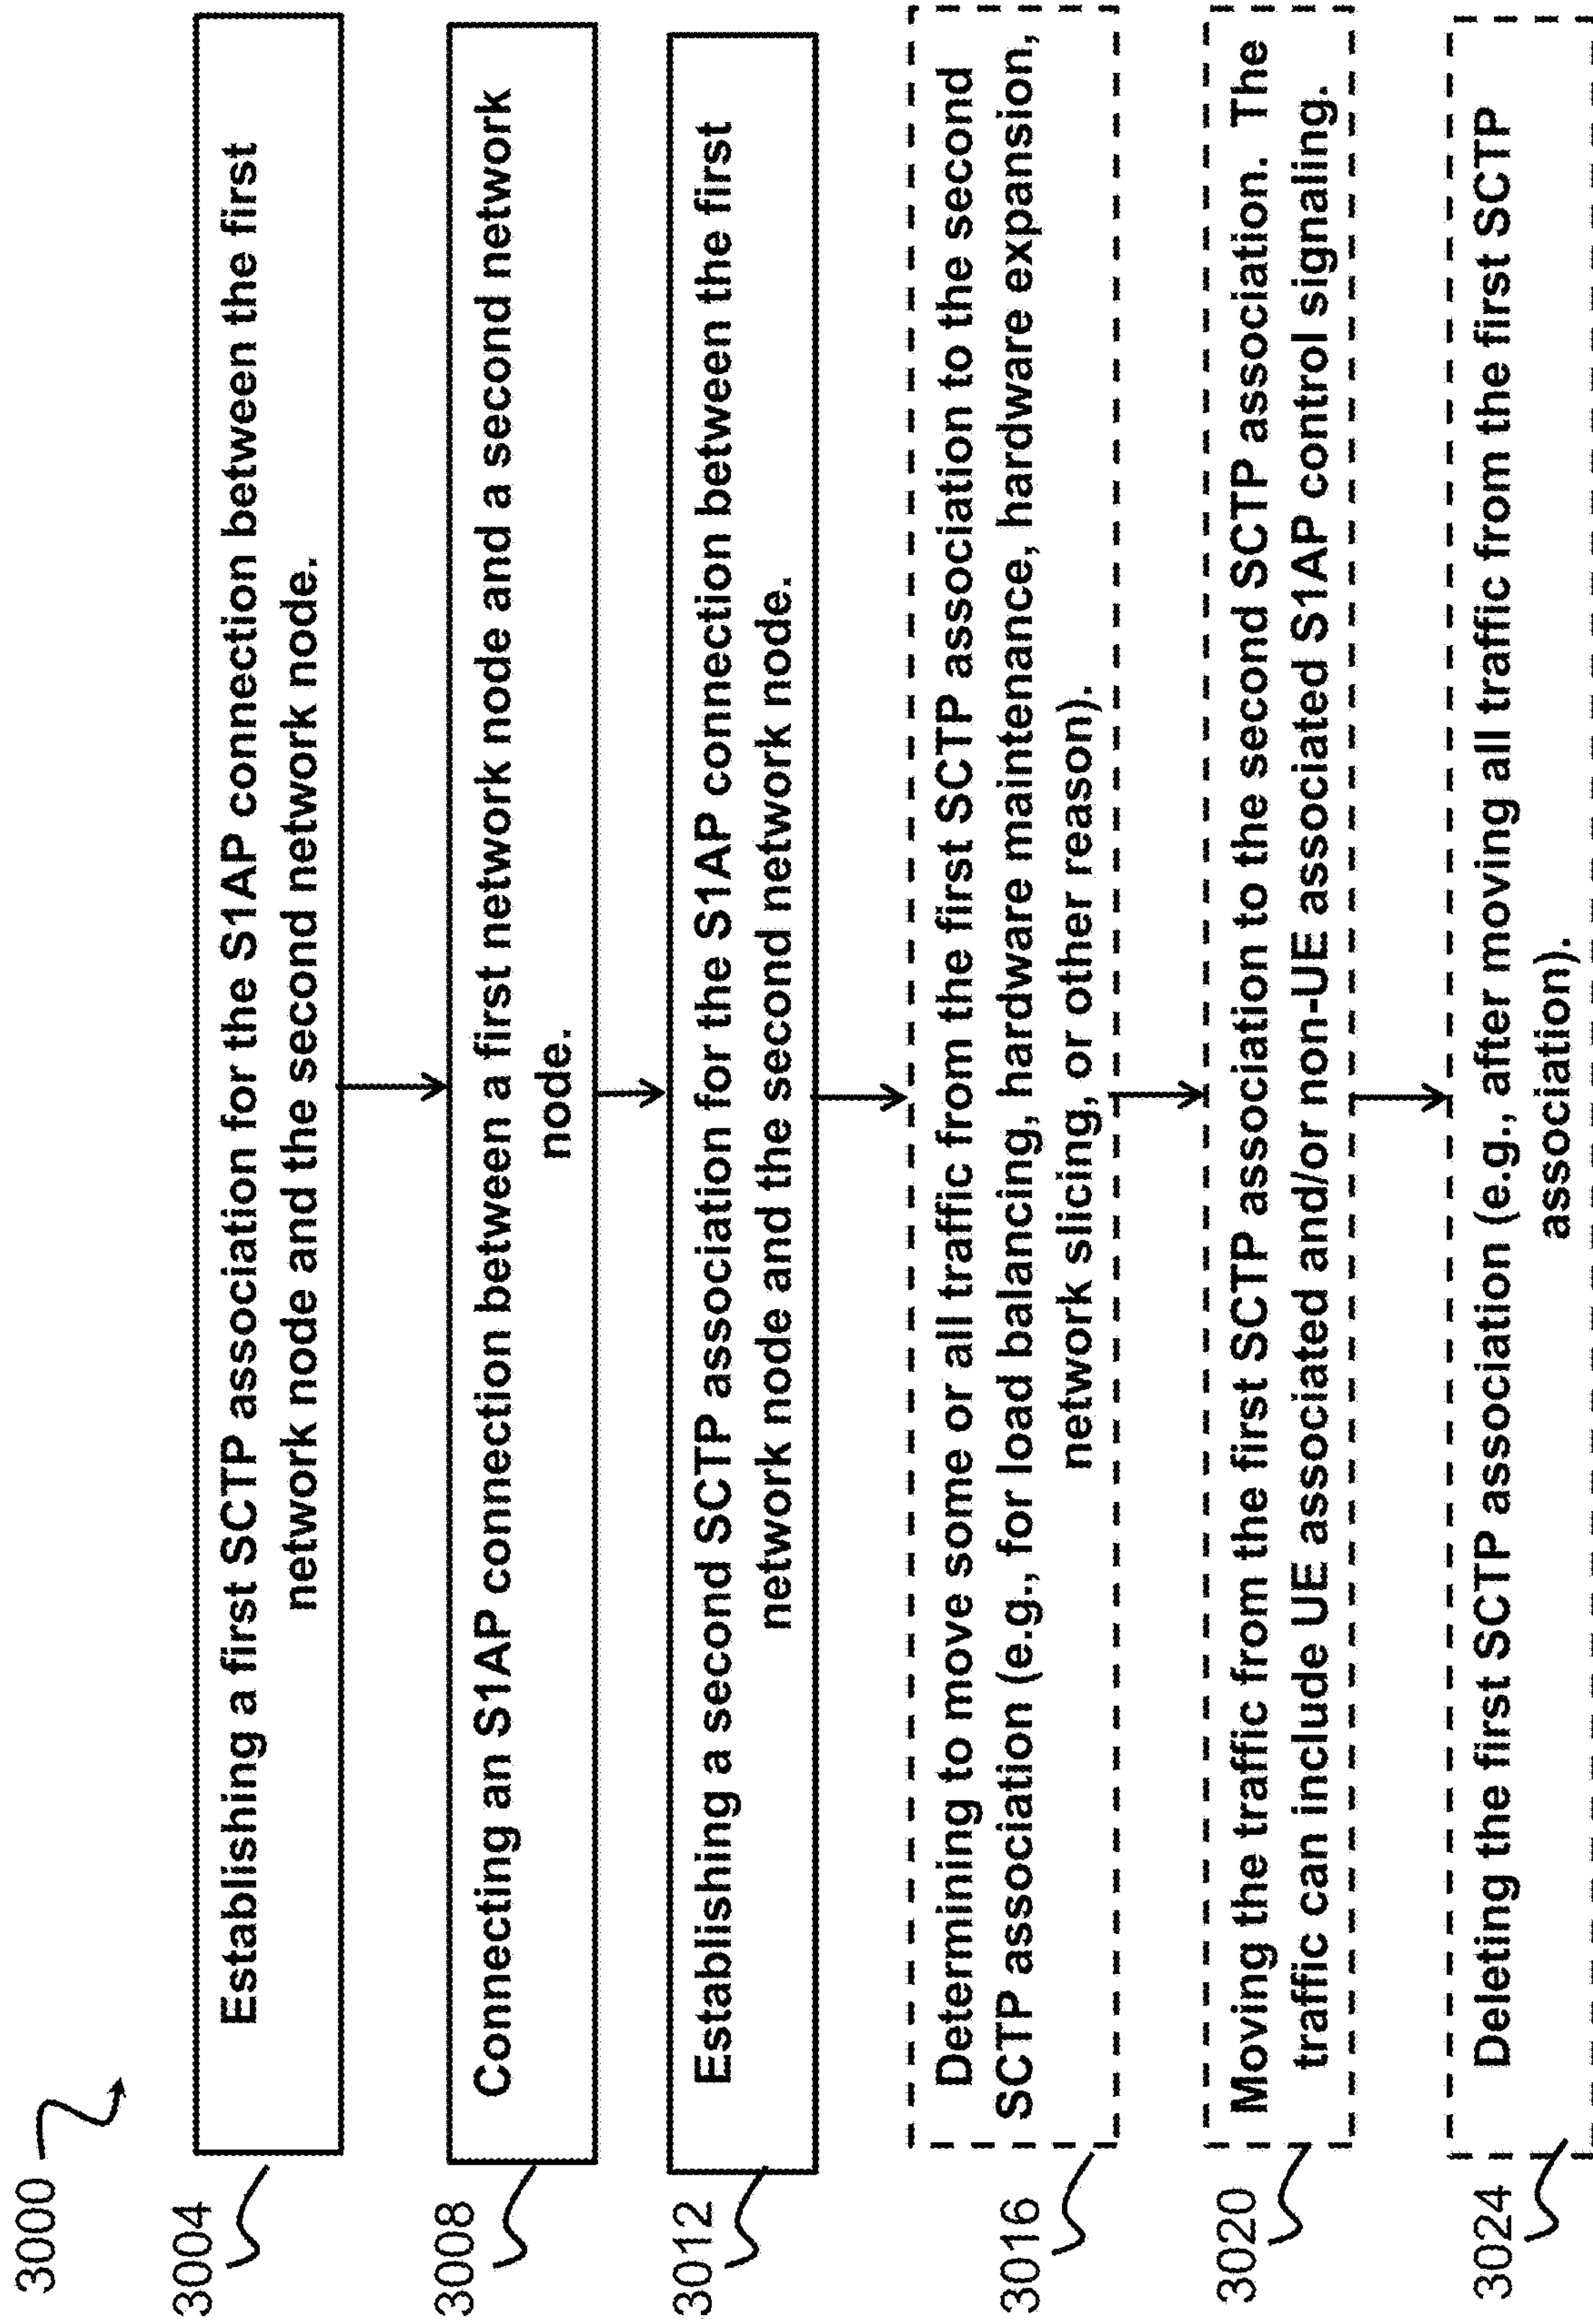 3000
3004
Establishing a first SCTP association for the S1AP connection between the first
network node and the second network node.
3008
Connecting an S1AP connection between a first network node and a second network
node.
3012
Establishing a second SCTP association for the S1AP connection between the first
network node and the second network node.
3016
Determining to move some or all traffic from the first SCTP association to the second
SCTP association (e.g., for load balancing, hardware maintenance, hardware expansion,
network slicing, or other reason).
3020
Moving the traffic from the first SCTP association to the second SCTP association. The
traffic can include UE associated and/or non-UE associated S1AP control signaling.
3024
Deleting the first SCTP association (e.g., after moving all traffic from the first SCTP
association).